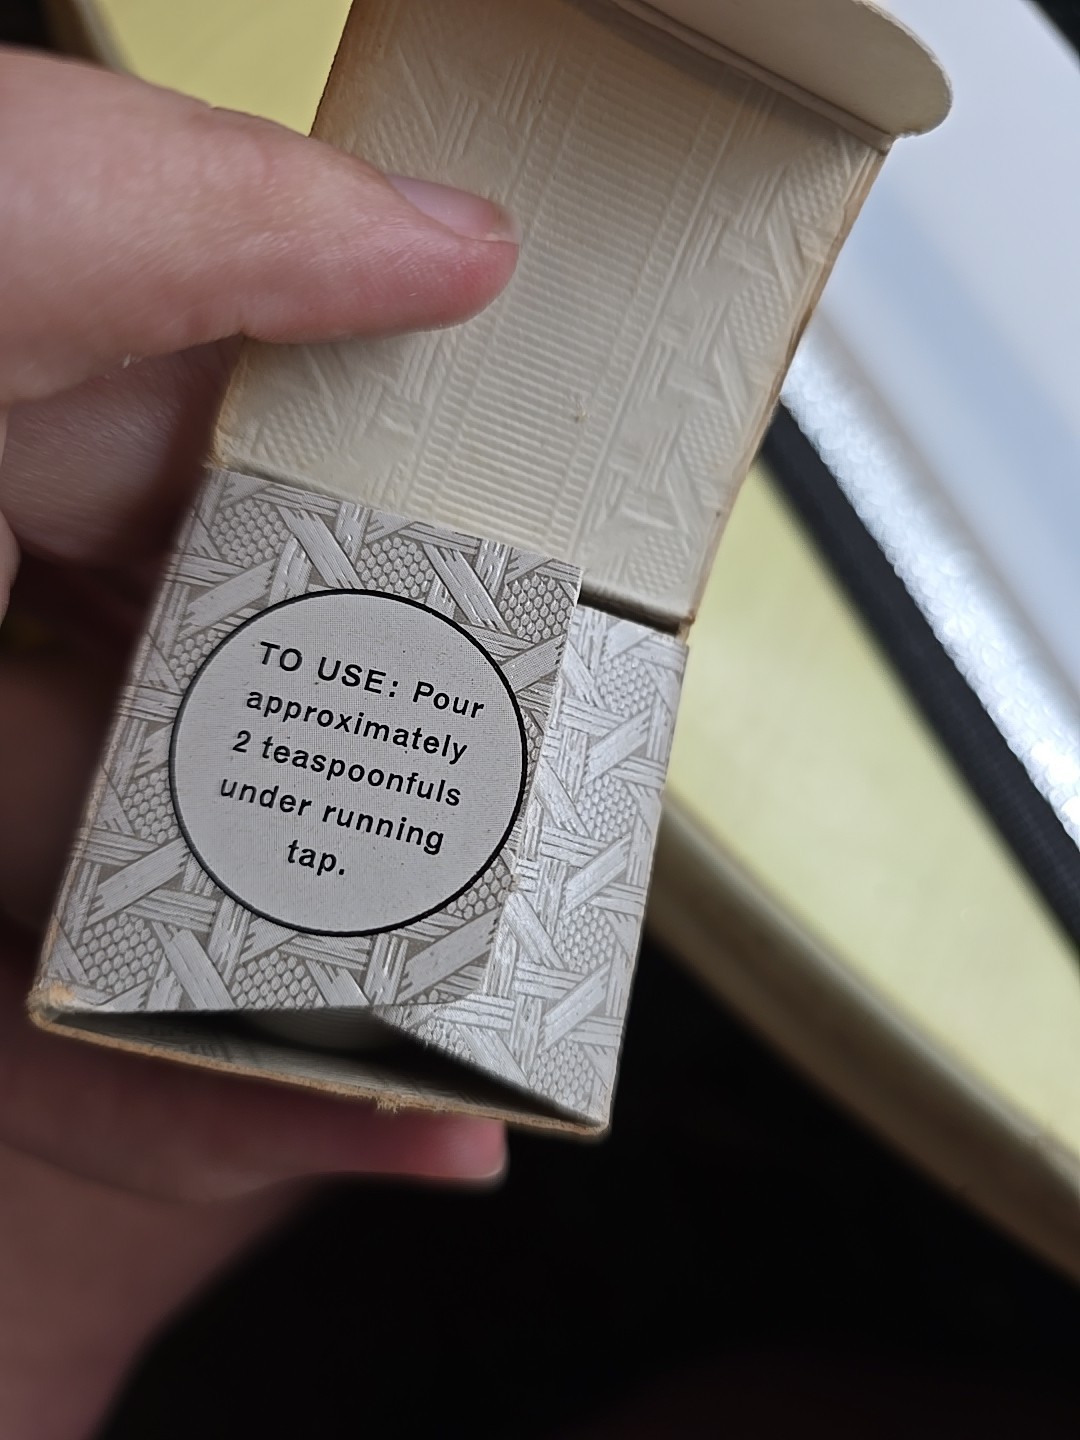 TO USE: Pour
approximately
2 teaspoonfuls
under running
tap.